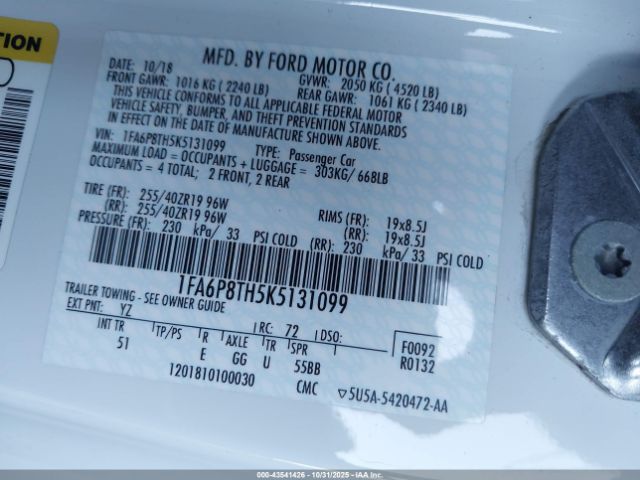 TION
MFD. BY FORD MOTOR CO.
DATE: 10/18 GVWR: 2050 KG ( 4520 LB)
FRONT GAWR: 1016 KG ( 2240 LB) REAR GAWR: 1061 KG ( 2340 LB)
THIS VEHICLE CONFORMS TO ALL APPLICABLE FEDERAL MOTOR
VEHICLE SAFETY, BUMPER, AND THEFT PREVENTION STANDARDS
IN EFFECT ON THE DATE OF MANUFACTURE SHOWN ABOVE.
VIN: 1FA6P8TH5K5131099 TYPE: Passenger Car
MAXIMUM LOAD = OCCUPANTS + LUGGAGE = 303KG/ 668LB
OCCUPANTS = 4 TOTAL; 2 FRONT, 2 REAR
TIRE (FR): 255/40ZR19 96W RIMS (FR): 19x8.5J
(RR): 255/40ZR19 96W (RR): 19x8.5J
PRESSURE (FR): 230 kPa/ 33 PSI COLD (RR): 230 kPa/ 33 PSI COLD
1FA6P8TH5K5131099
TRAILER TOWING - SEE OWNER GUIDE
EXT PNT: YZ RC: 72 DSO: F0092
INT TR TP/PS R AXLE TR SPR R0132
51 E GG U 55BB
1201810100030 CMC ▽5U5A-5420472-AA
000-43541426 - 10/31/2025 - IAAI.COM